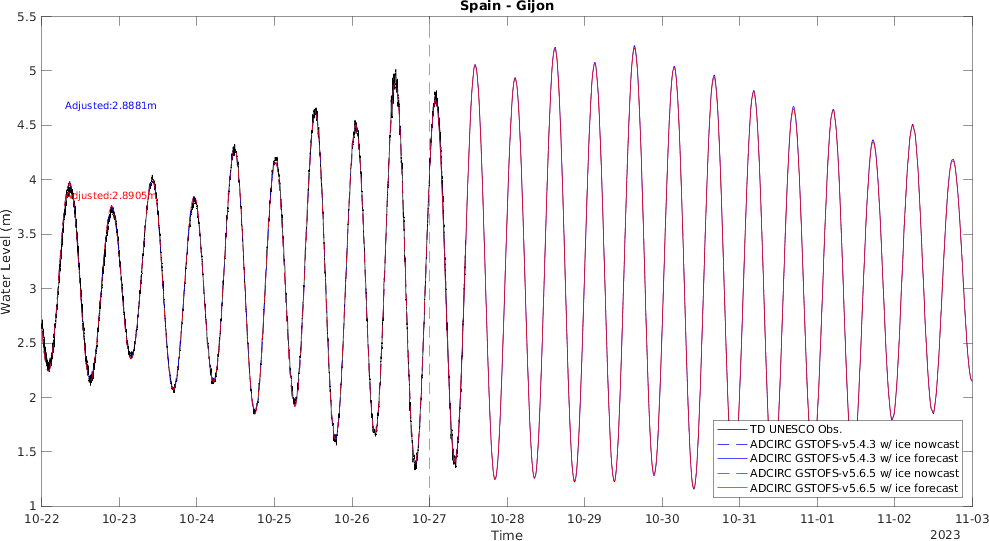 Spain - Gijon
5.5
5
4.5
4
3.5
3
2.5
2
1.5
1
Water Level (m)
Adjusted:2.8881m
Adjusted:2.8905m
TD UNESCO Obs.
ADCIRC GSTOFS-v5.4.3 w/ ice nowcast
ADCIRC GSTOFS-v5.4.3 w/ ice forecast
ADCIRC GSTOFS-v5.6.5 w/ ice nowcast
ADCIRC GSTOFS-v5.6.5 w/ ice forecast
10-22 10-23 10-24 10-25 10-26 10-27 10-28 10-29 10-30 10-31 11-01 11-02 11-03
Time
2023